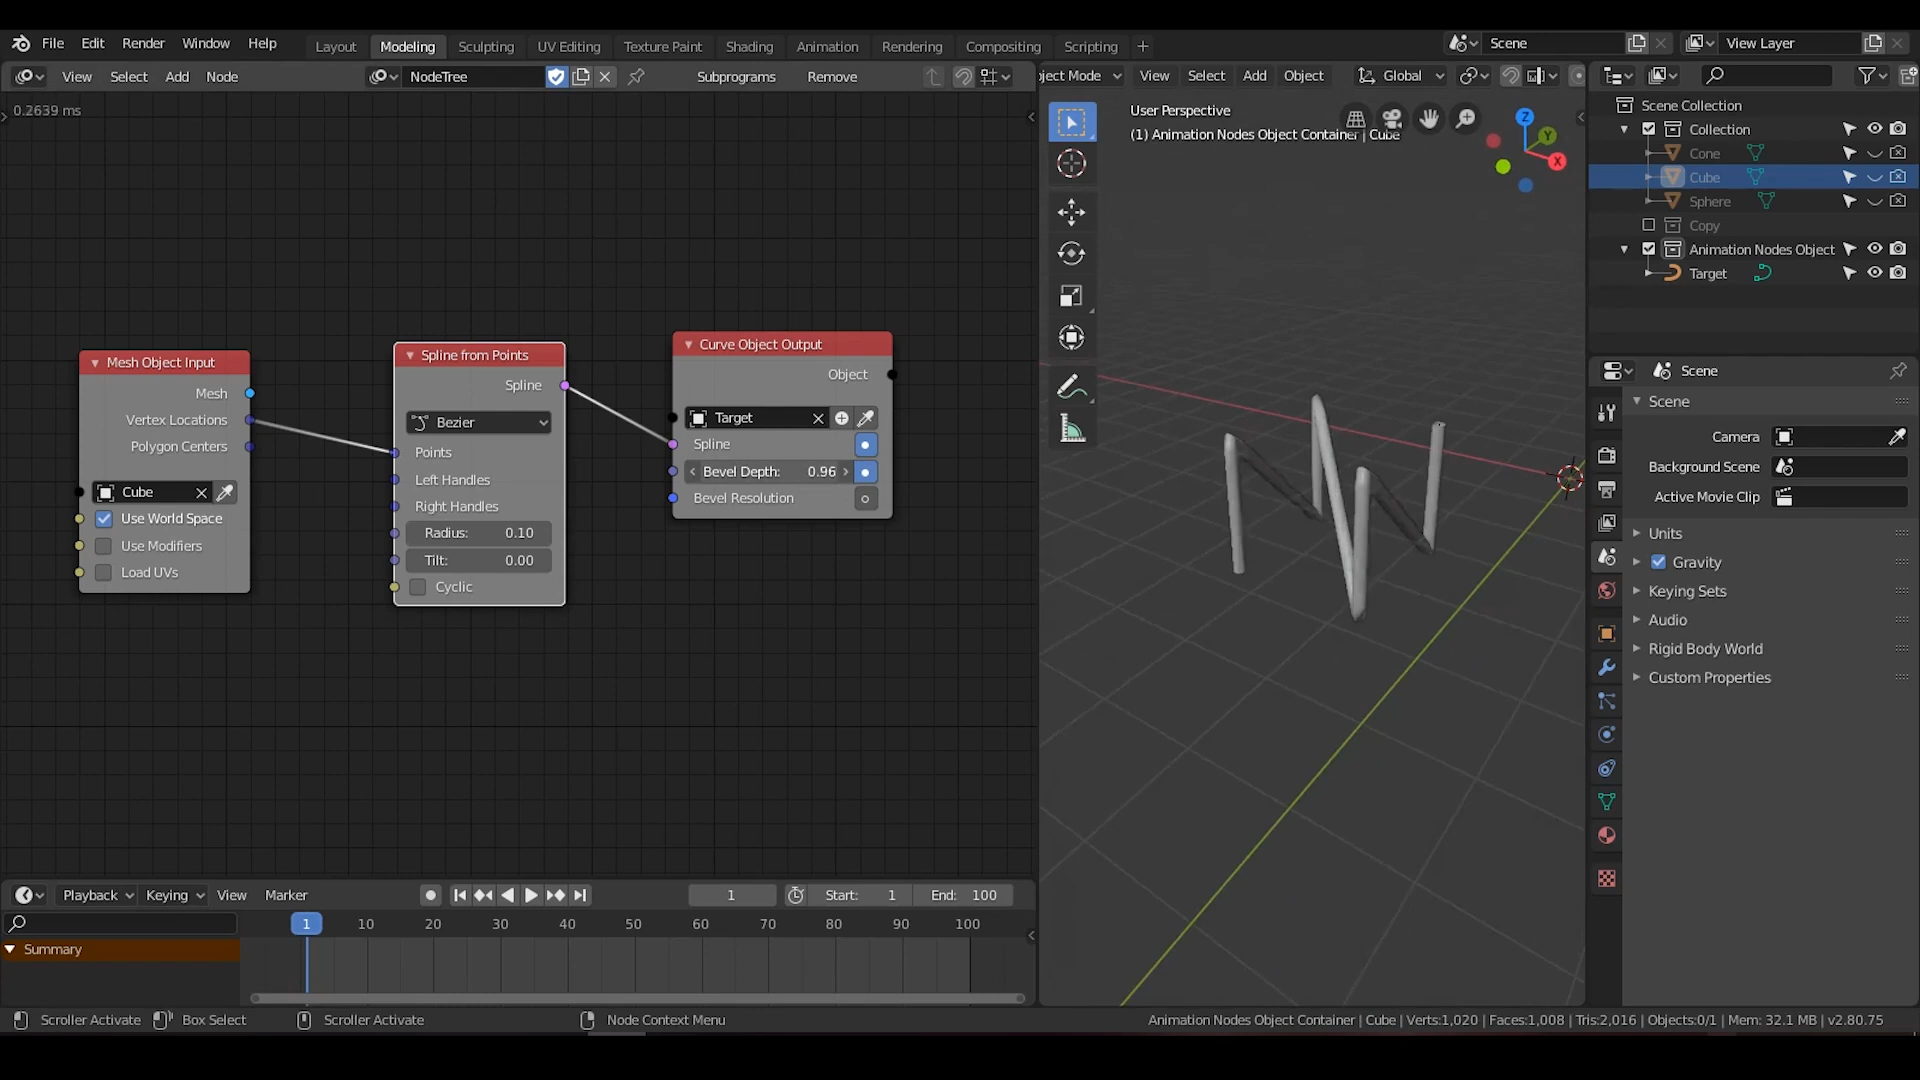 File Edit Render Window Help
Layout Modeling Sculpting UV Editing Texture Paint Shading Animation Rendering Compositing Scripting +
Scene
View Layer
View Select Add Node
NodeTree
Subprograms Remove
ject Mode View Select Add Object Global
0.2639 ms
User Perspective
(1) Animation Nodes Object Container | Cube
Z
Y
X
Scene Collection
Collection
Cone
Cube
Sphere
Copy
Animation Nodes Object
Target
Mesh Object Input
Mesh
Vertex Locations
Polygon Centers
Cube
Use World Space
Use Modifiers
Load UVs
Spline from Points
Spline
Bezier
Points
Left Handles
Right Handles
Radius: 0.10
Tilt: 0.00
Cyclic
Curve Object Output
Object
Target
Spline
Bevel Depth: 0.96
Bevel Resolution
Scene
Scene
Camera
Background Scene
Active Movie Clip
Units
Gravity
Keying Sets
Audio
Rigid Body World
Custom Properties
Playback Keying View Marker
1
Start: 1
End: 100
1 10 20 30 40 50 60 70 80 90 100
Summary
Scroller Activate Box Select Scroller Activate Node Context Menu
Animation Nodes Object Container | Cube | Verts:1,020 | Faces:1,008 | Tris:2,016 | Objects:0/1 | Mem: 32.1 MB | v2.80.75